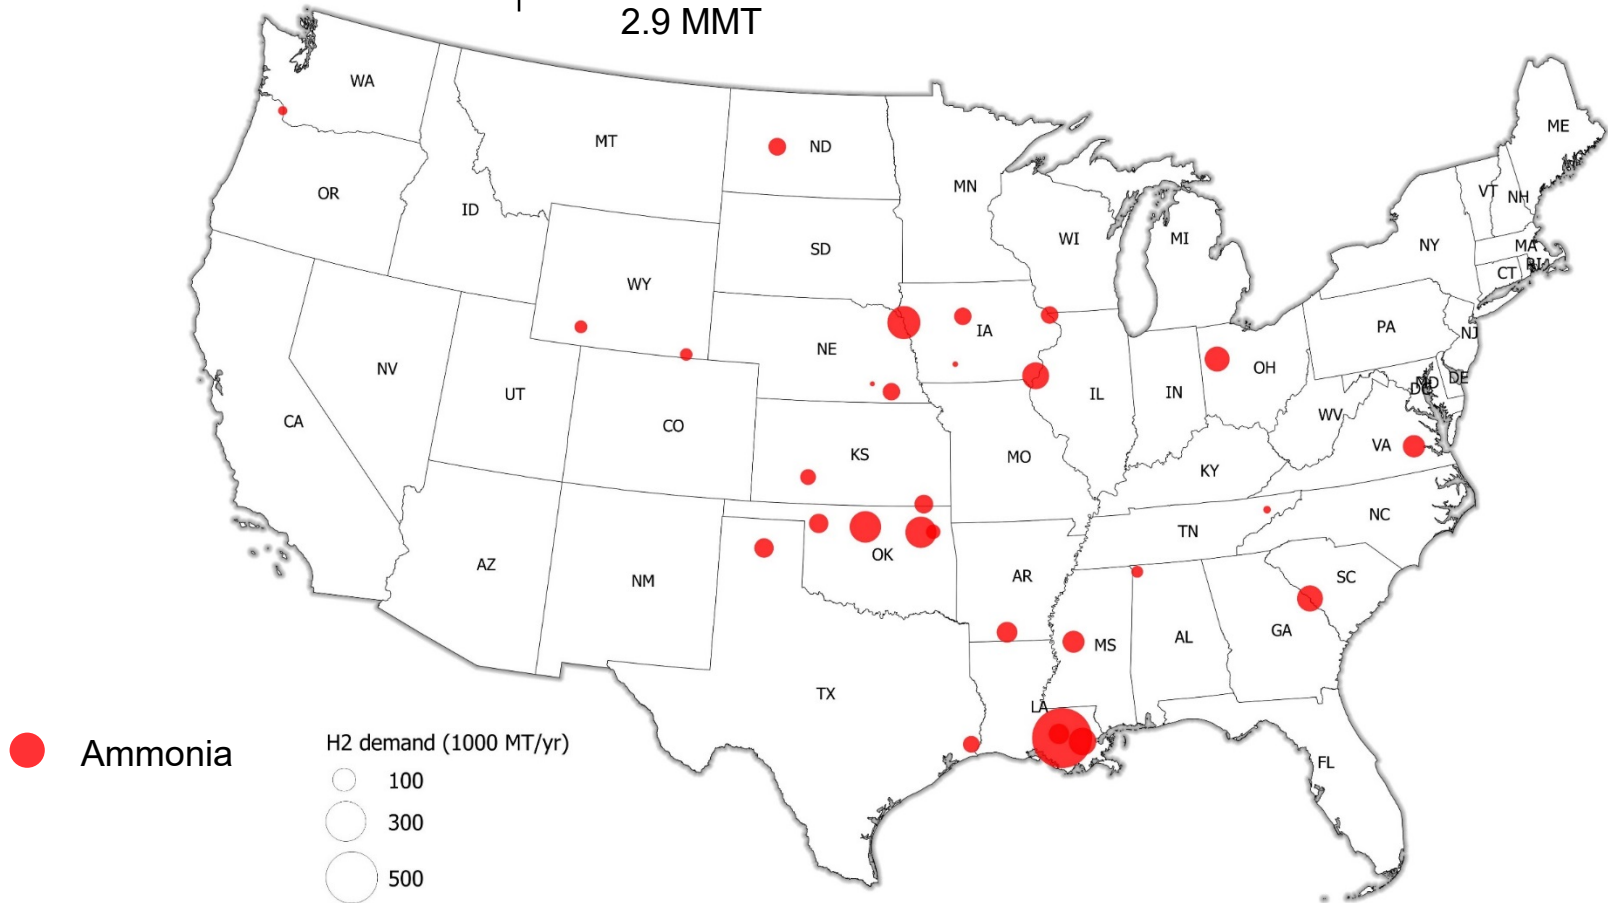 2.9 MMT
WA
MT
ND
MN
ME
OR
ID
SD
WI
MI
VT
NH
NY
MA
CT
RI
WY
NE
IA
PA
NJ
NV
UT
CO
IL
IN
OH
MD
DE
DC
CA
KS
MO
KY
WV
VA
AZ
NM
OK
AR
TN
NC
SC
TX
LA
MS
AL
GA
FL
Ammonia
H2 demand (1000 MT/yr)
100
300
500